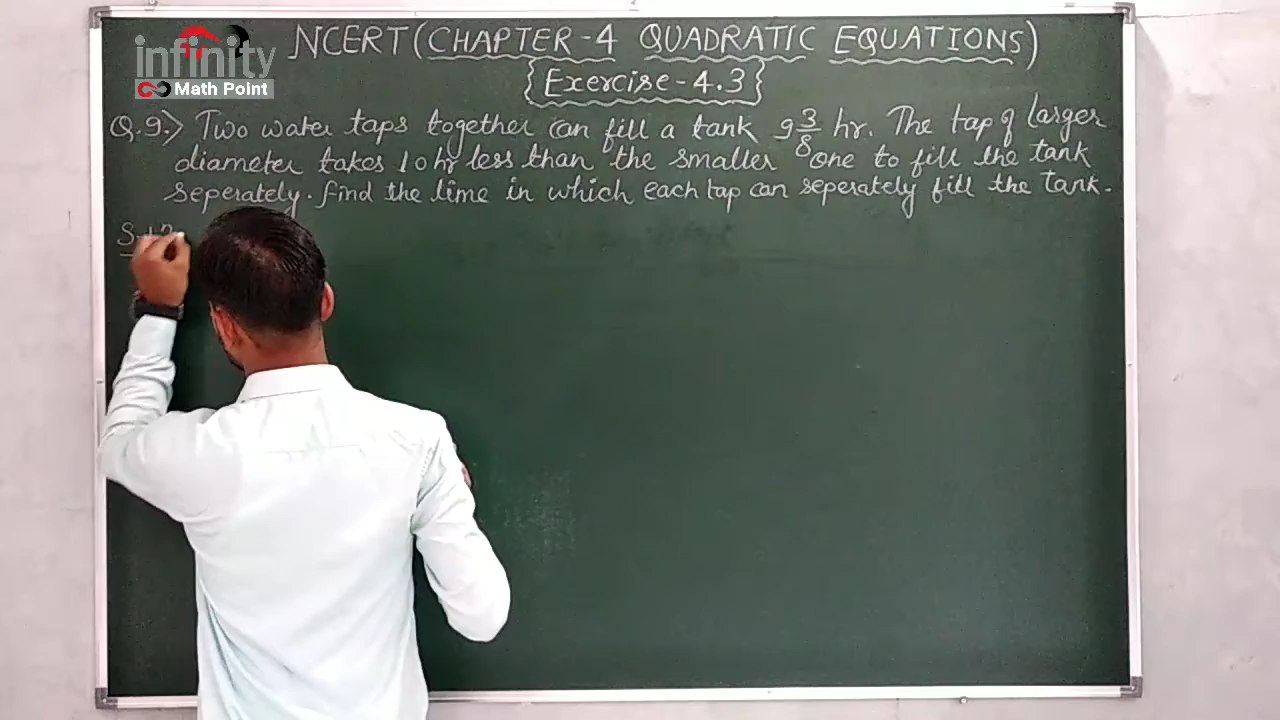 infinity
Math Point
NCERT (CHAPTER-4 QUADRATIC EQUATIONS)
{Exercise-4.3}
Q.9.> Two water taps together can fill a tank 9 3/8 hr. The tap of larger
diameter takes 10 hr less than the smaller one to fill the tank
seperately. Find the time in which each tap can seperately fill the tank.